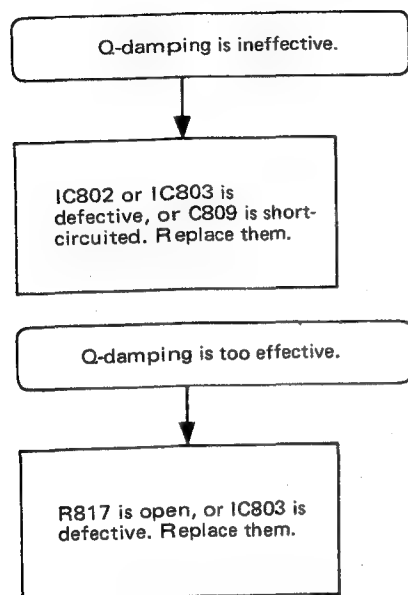 Q-damping is ineffective.
IC802 or IC803 is
defective, or C809 is short-
circuited. Replace them.
Q-damping is too effective.
R817 is open, or IC803 is
defective. Replace them.